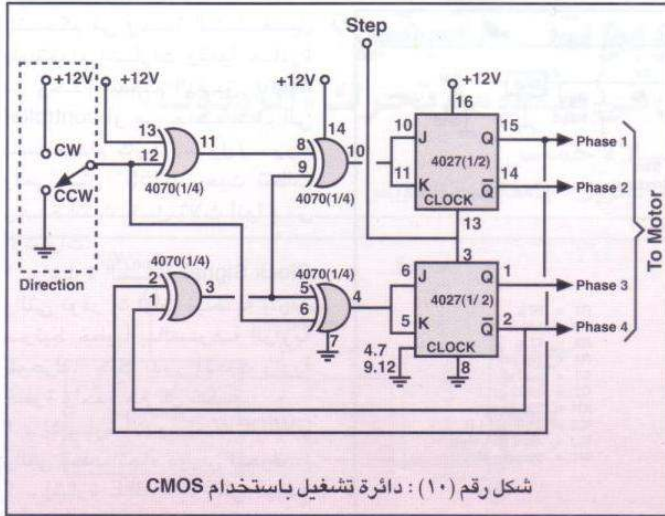 Step
+12V
+12V
+12V
+12V
16
14
13
12
11
8
9
10
4070(1/4)
4070(1/4)
CW
CCW
Direction
10
J
Q
15
11
K
Q̅
14
4027(1/2)
CLOCK
13
Phase 1
Phase 2
To Motor
4070(1/4)
2
1
3
4070(1/4)
5
6
4
7
3
6
J
Q
1
4027(1/2)
5
K
Q̅
2
CLOCK
4.7
9.12
8
Phase 3
Phase 4
شكل رقم (١٠) : دائرة تشغيل باستخدام CMOS